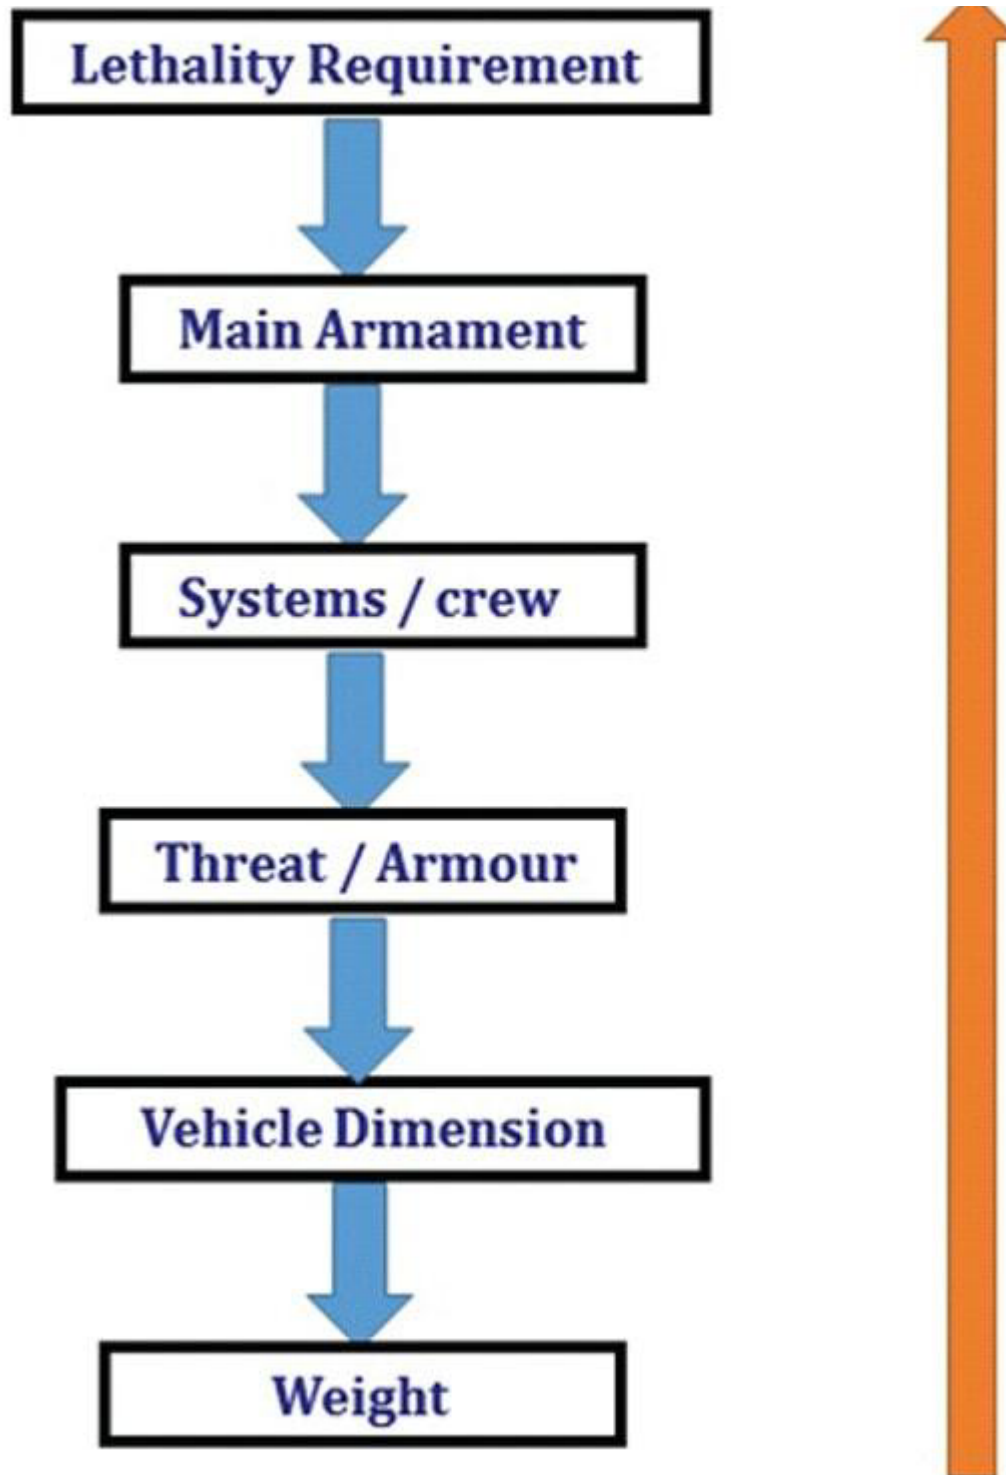 Lethality Requirement
Main Armament
Systems / crew
Threat / Armour
Vehicle Dimension
Weight